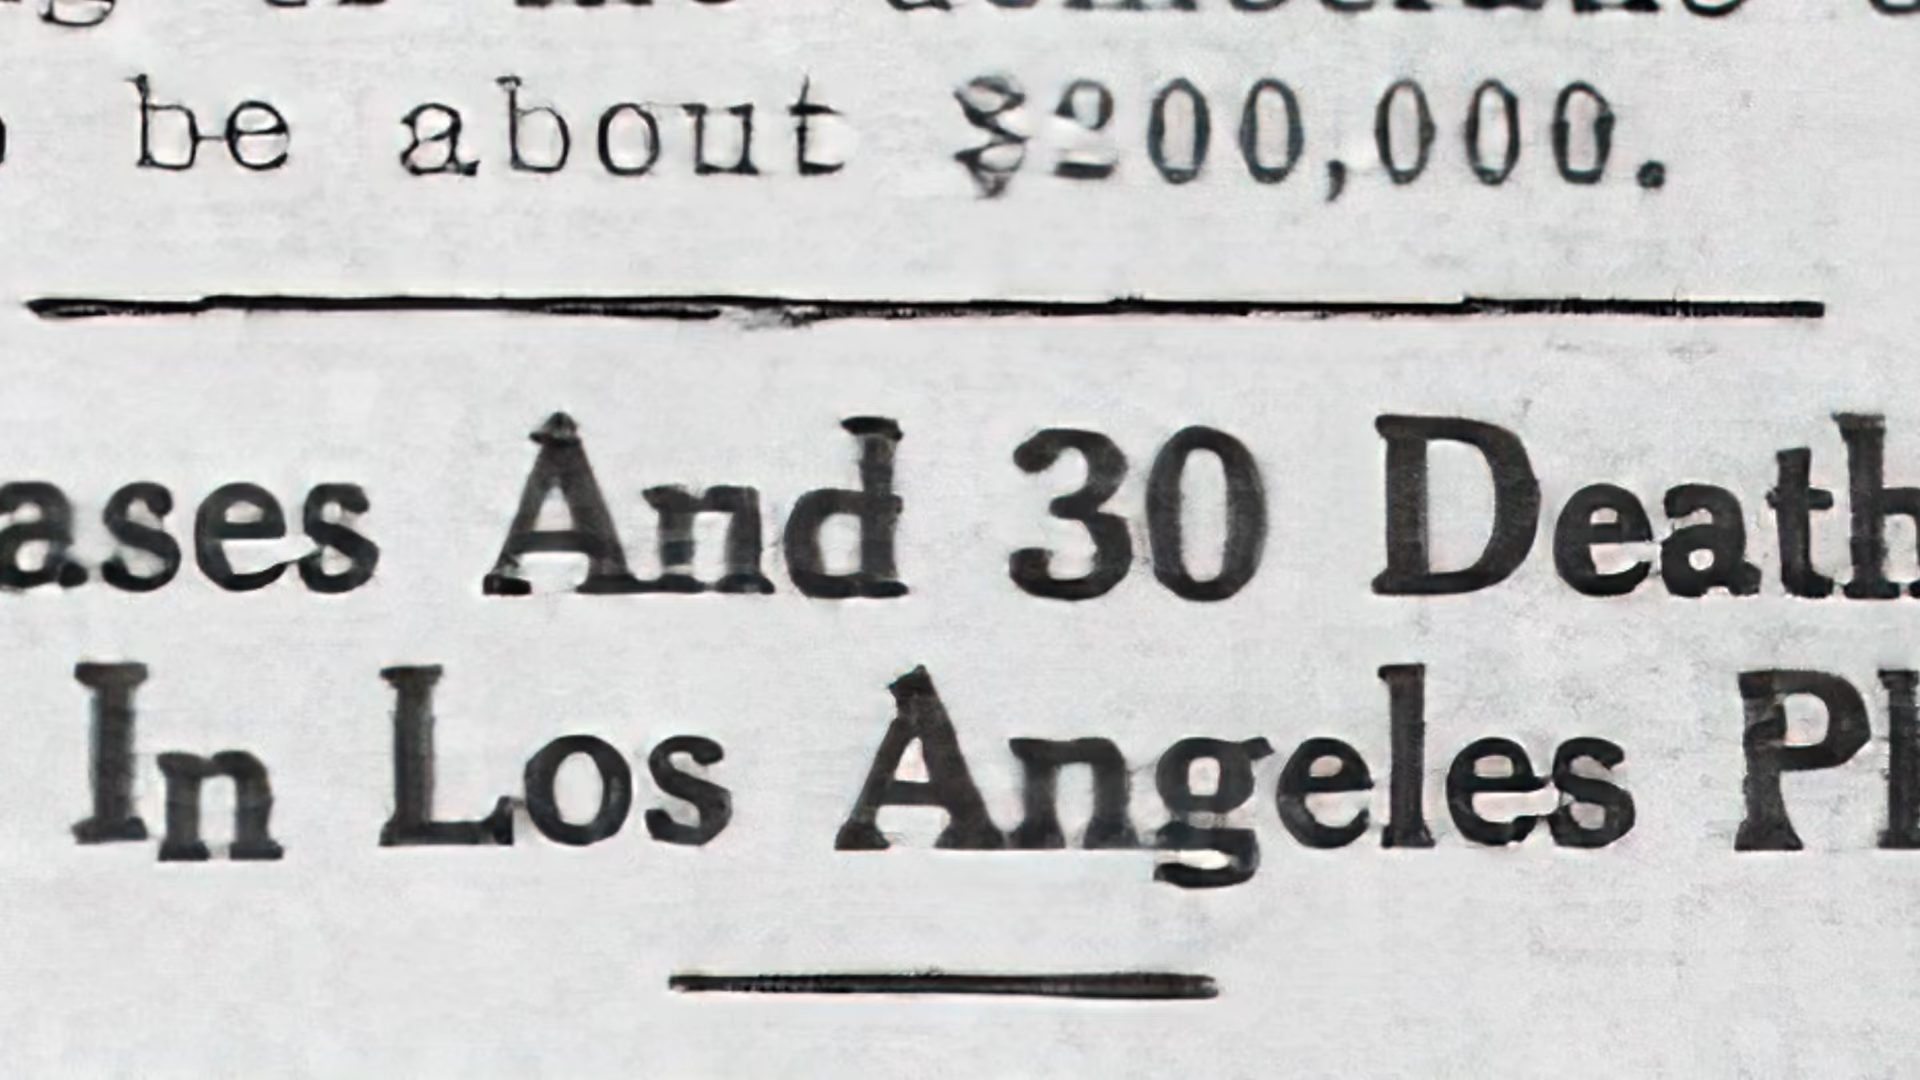 be about $200,000.
ases And 30 Death
In Los Angeles Pl